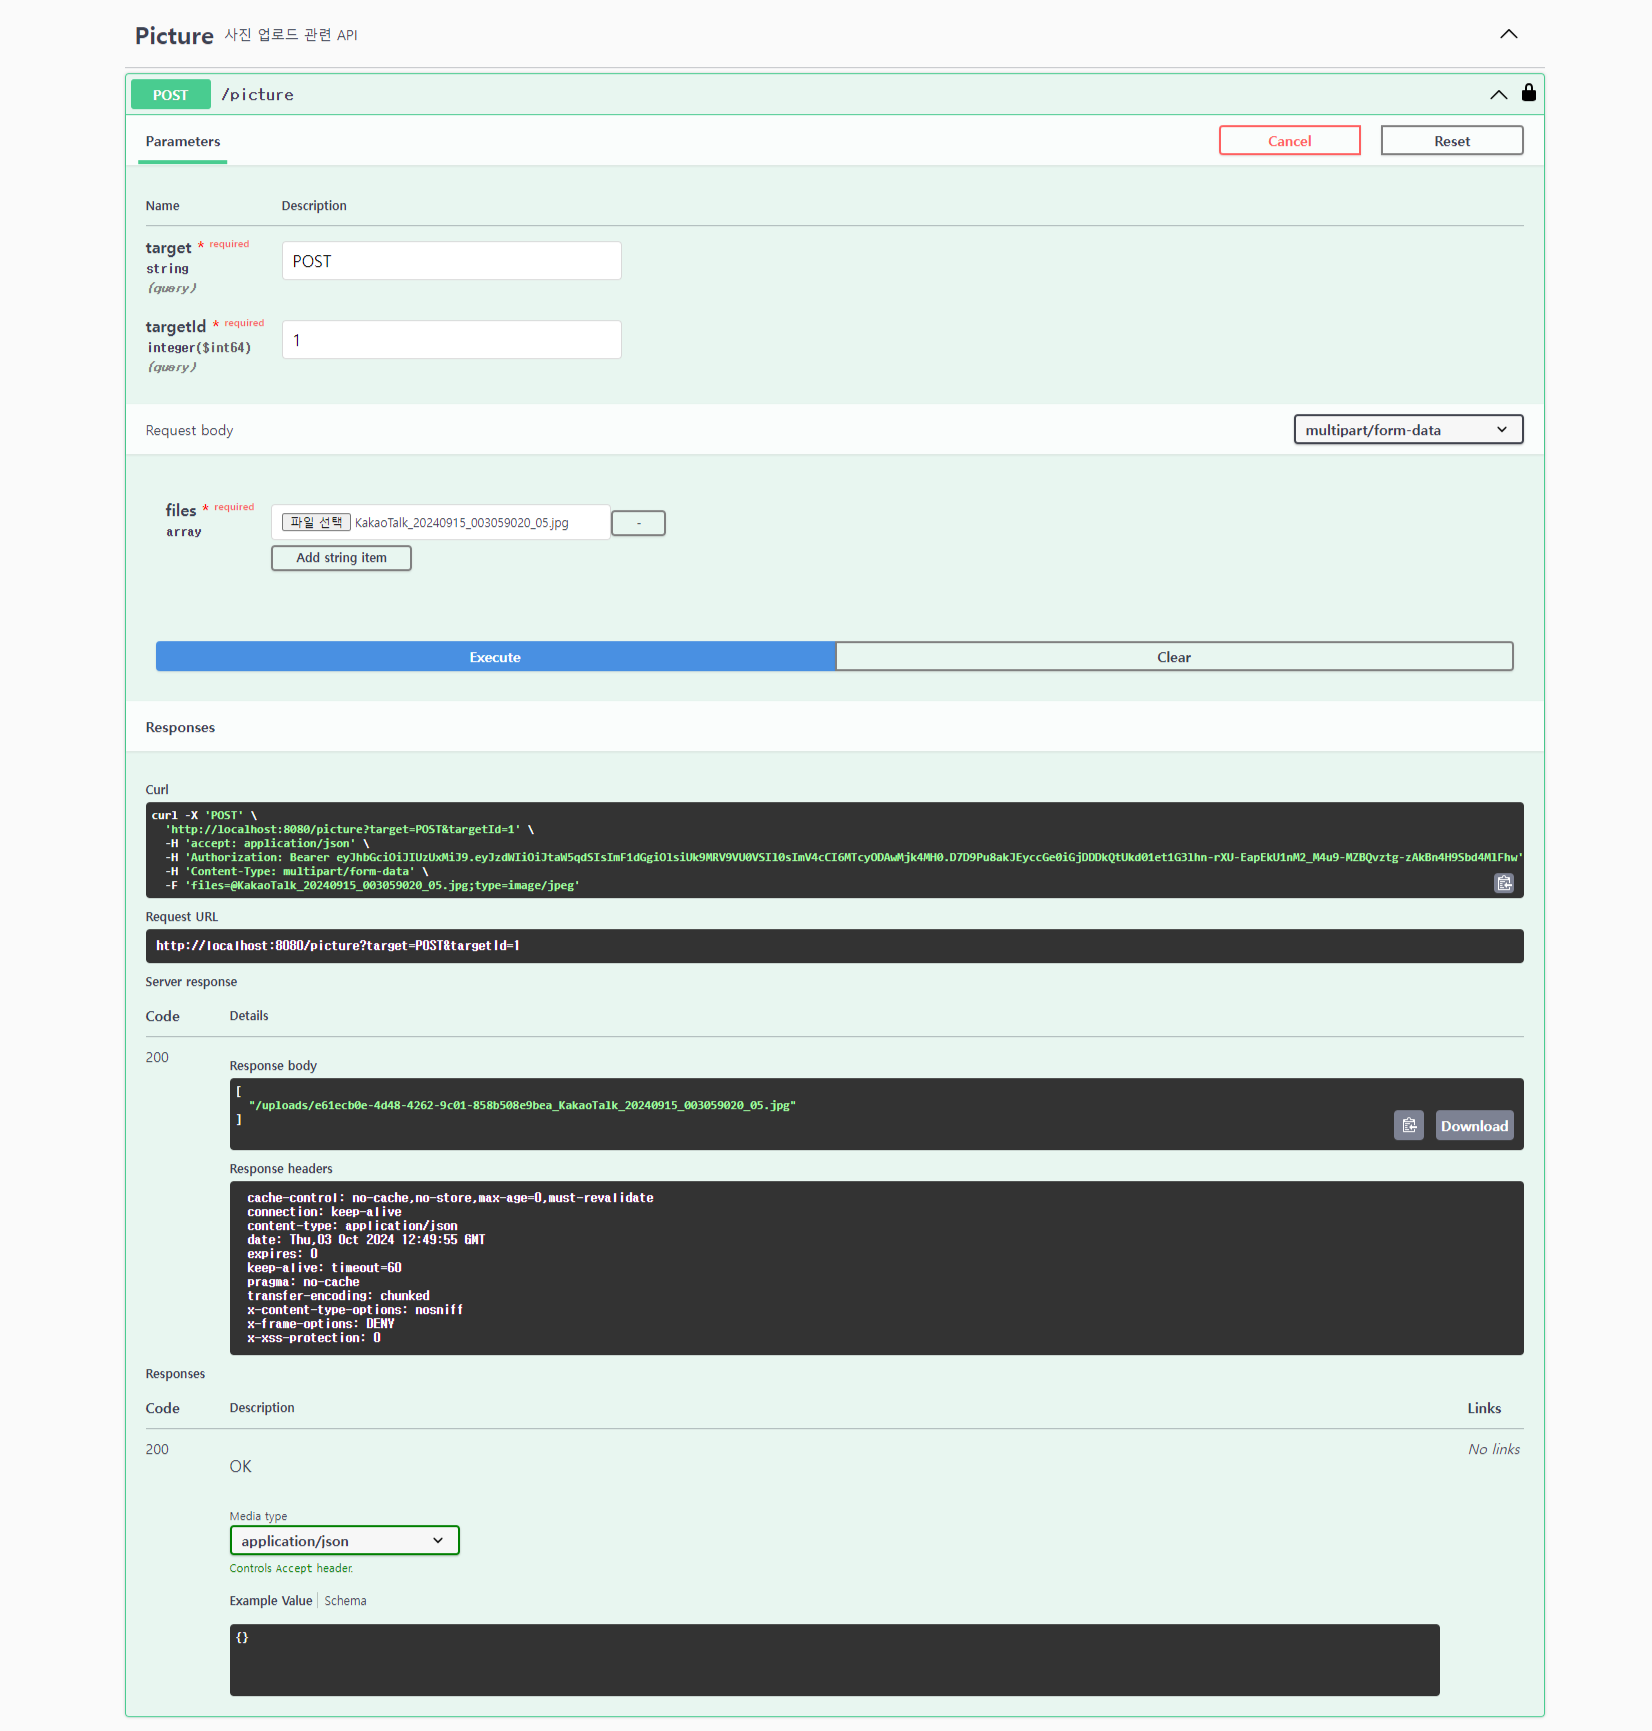 Picture 사진 업로드 관련 API
POST /picture
Parameters
Cancel
Reset
Name Description
target * required
string
(query)
POST
targetId * required
integer($int64)
(query)
1
Request body
multipart/form-data
files * required
array
파일 선택 KakaoTalk_20240915_003059020_05.jpg
-
Add string item
Execute
Clear
Responses
Curl
curl -X 'POST' \
'http://localhost:8080/picture?target=POST&targetId=1' \
-H 'accept: application/json' \
-H 'Authorization: Bearer
-H 'Content-Type: multipart/form-data' \
-F 'files=@KakaoTalk_20240915_003059020_05.jpg;type=image/jpeg'
Request URL
http://localhost:8080/picture?target=POST&targetId=1
Server response
Code Details
200
Response body
[
"/uploads/e61ecb0e-4d48-4262-9c01-858b508e9bea_KakaoTalk_20240915_003059020_05.jpg"
]
Download
Response headers
cache-control: no-cache,no-store,max-age=0,must-revalidate
connection: keep-alive
content-type: application/json
date: Thu,03 Oct 2024 12:49:55 GMT
expires: 0
keep-alive: timeout=60
pragma: no-cache
transfer-encoding: chunked
x-content-type-options: nosniff
x-frame-options: DENY
x-xss-protection: 0
Responses
Code Description Links
200
OK
No links
Media type
application/json
Controls Accept header.
Example Value Schema
{}